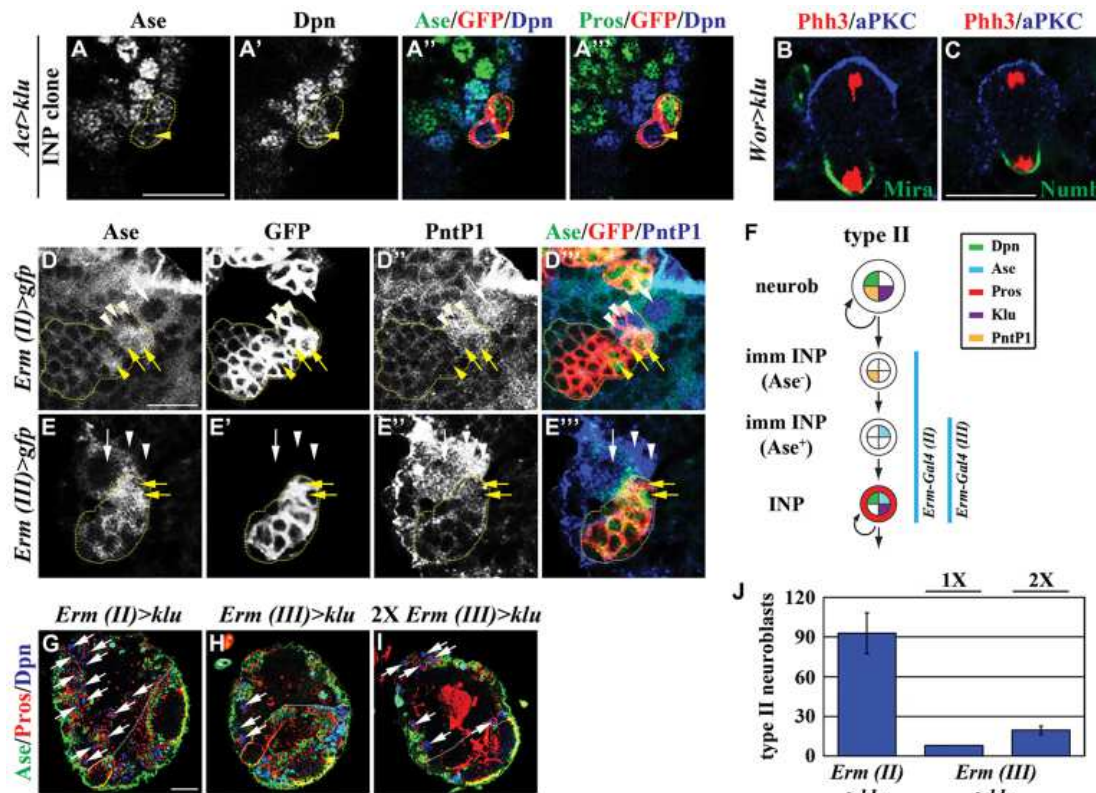 Ase Dpn Ase/GFP/Dpn Pros/GFP/Dpn
Act>klu
INP clone
A A' A'' A'''
Phh3/aPKC Phh3/aPKC
Wor>klu
B C
Mira Numb
Ase GFP PntP1 Ase/GFP/PntP1
Erm (II)>gfp
D D' D'' D'''
Erm (III)>gfp
E E' E'' E'''
F
type II
neurob
imm INP
(Ase-)
imm INP
(Ase+)
INP
Erm-Gal4 (II)
Erm-Gal4 (III)
Dpn
Ase
Pros
Klu
PntP1
Erm (II)>klu Erm (III)>klu 2X Erm (III)>klu
Ase/Pros/Dpn
G H I
J
1X 2X
type II neuroblasts
120
90
60
30
0
Erm (II) Erm (III)